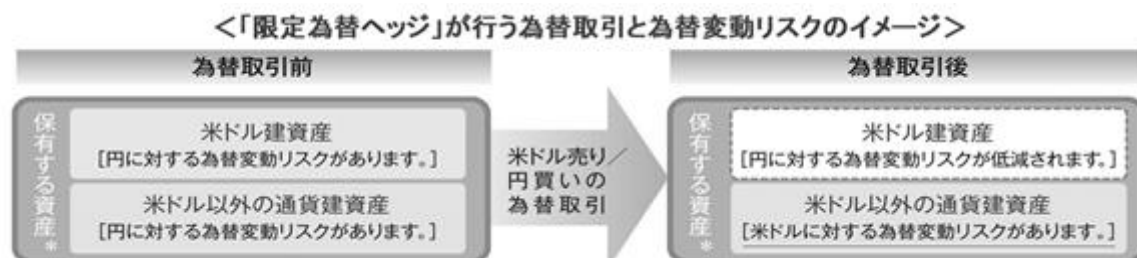 ＜「限定為替ヘッジ」が行う為替取引と為替変動リスクのイメージ＞
為替取引前
保有する資産*
米ドル建資産
[円に対する為替変動リスクがあります。]
米ドル以外の通貨建資産
[円に対する為替変動リスクがあります。]
米ドル売り／
円買いの
為替取引
為替取引後
保有する資産*
米ドル建資産
[円に対する為替変動リスクが低減されます。]
米ドル以外の通貨建資産
[米ドルに対する為替変動リスクがあります。]